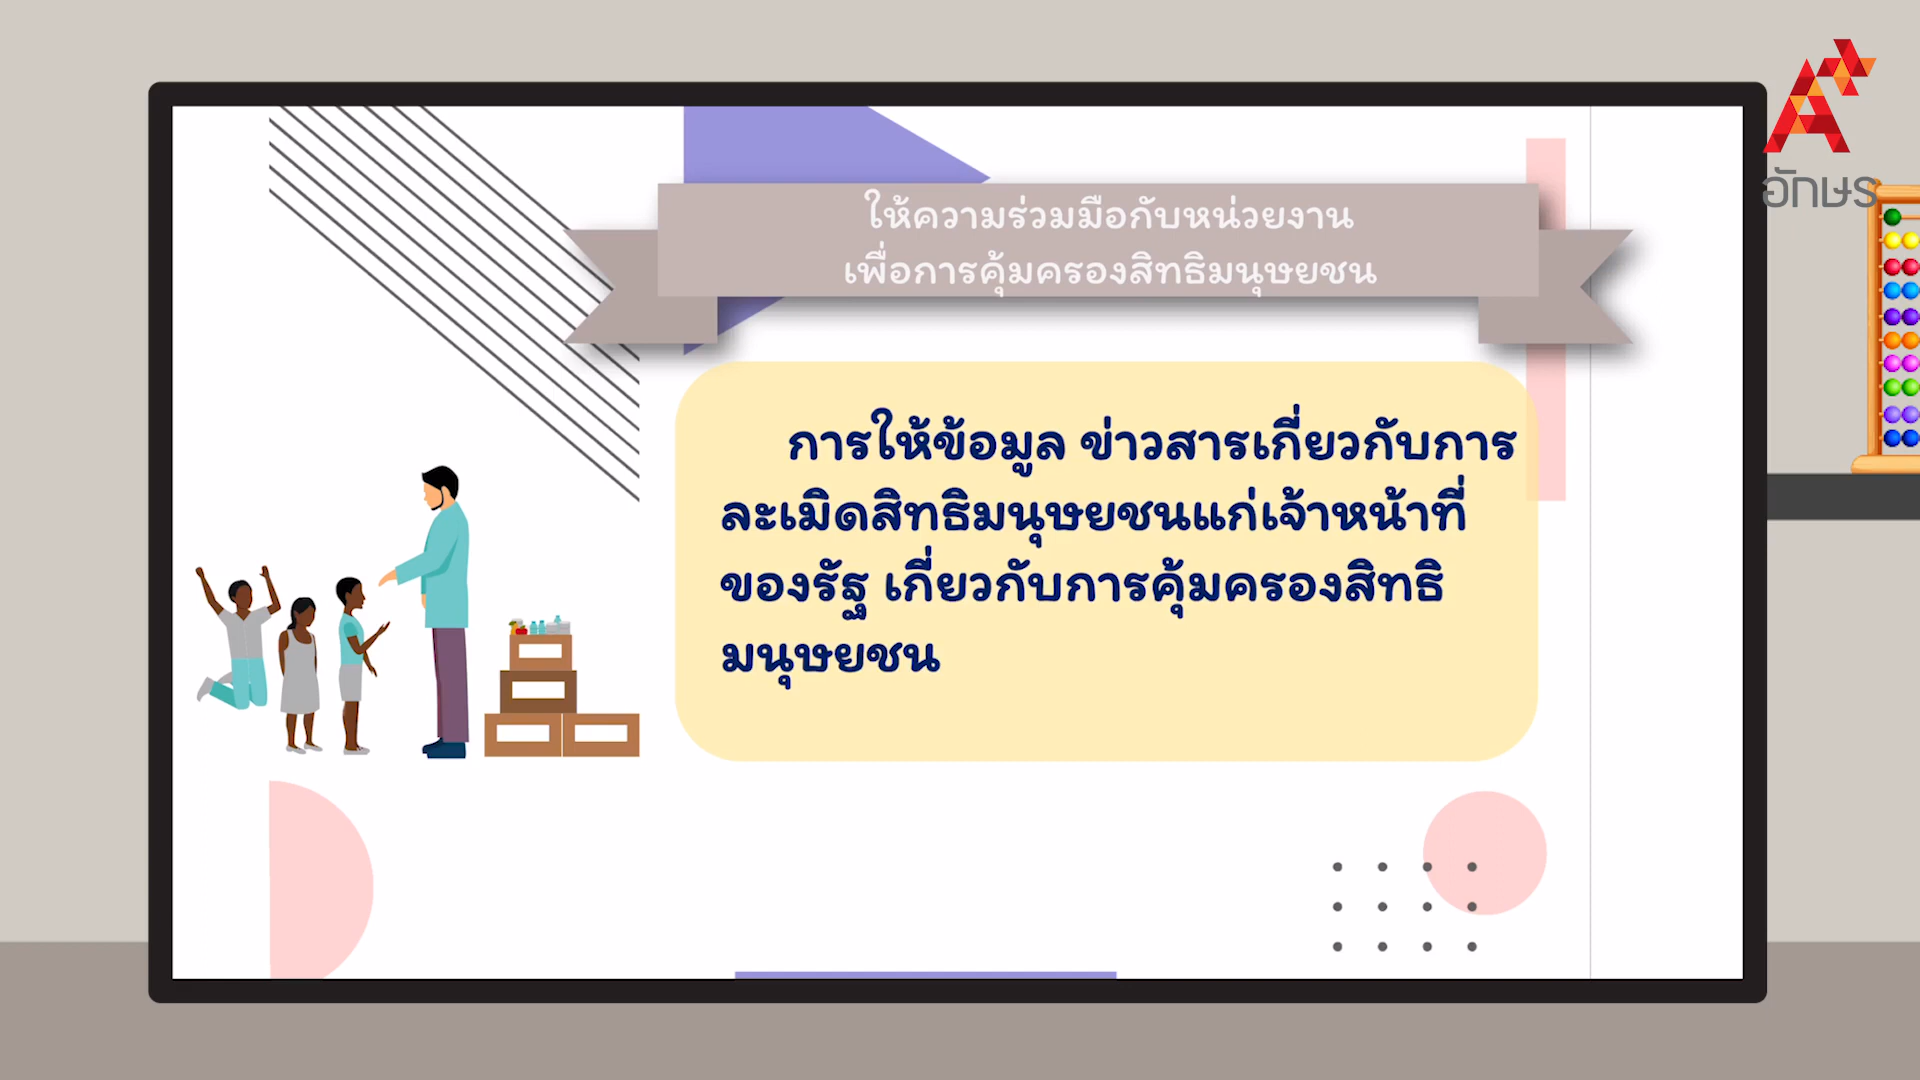 ให้ความร่วมมือกับหน่วยงาน
เพื่อการคุ้มครองสิทธิมนุษยชน
การให้ข้อมูล ข่าวสารเกี่ยวกับการ
ละเมิดสิทธิมนุษยชนแก่เจ้าหน้าที่
ของรัฐ เกี่ยวกับการคุ้มครองสิทธิ
มนุษยชน
อักษร